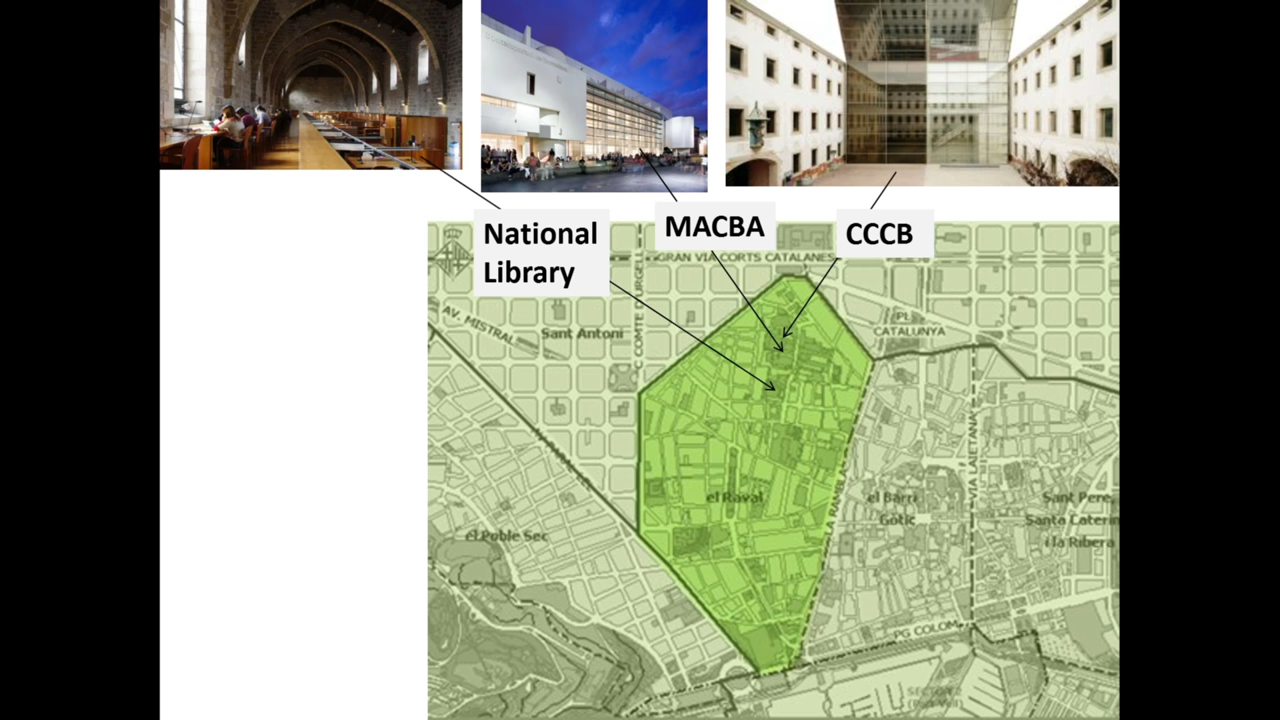 National
Library
MACBA
CCCB
GRAN VIA CORTS CATALANES
C COMTE D'URGELL
AV. MISTRAL
Sant Antoni
PL.
CATALUNYA
VIA LAIETANA
LA RAMBLA
el Raval
el Barri
Gòtic
Sant Pere,
Santa Caterin
i la Ribera
el Poble Sec
PG COLOM